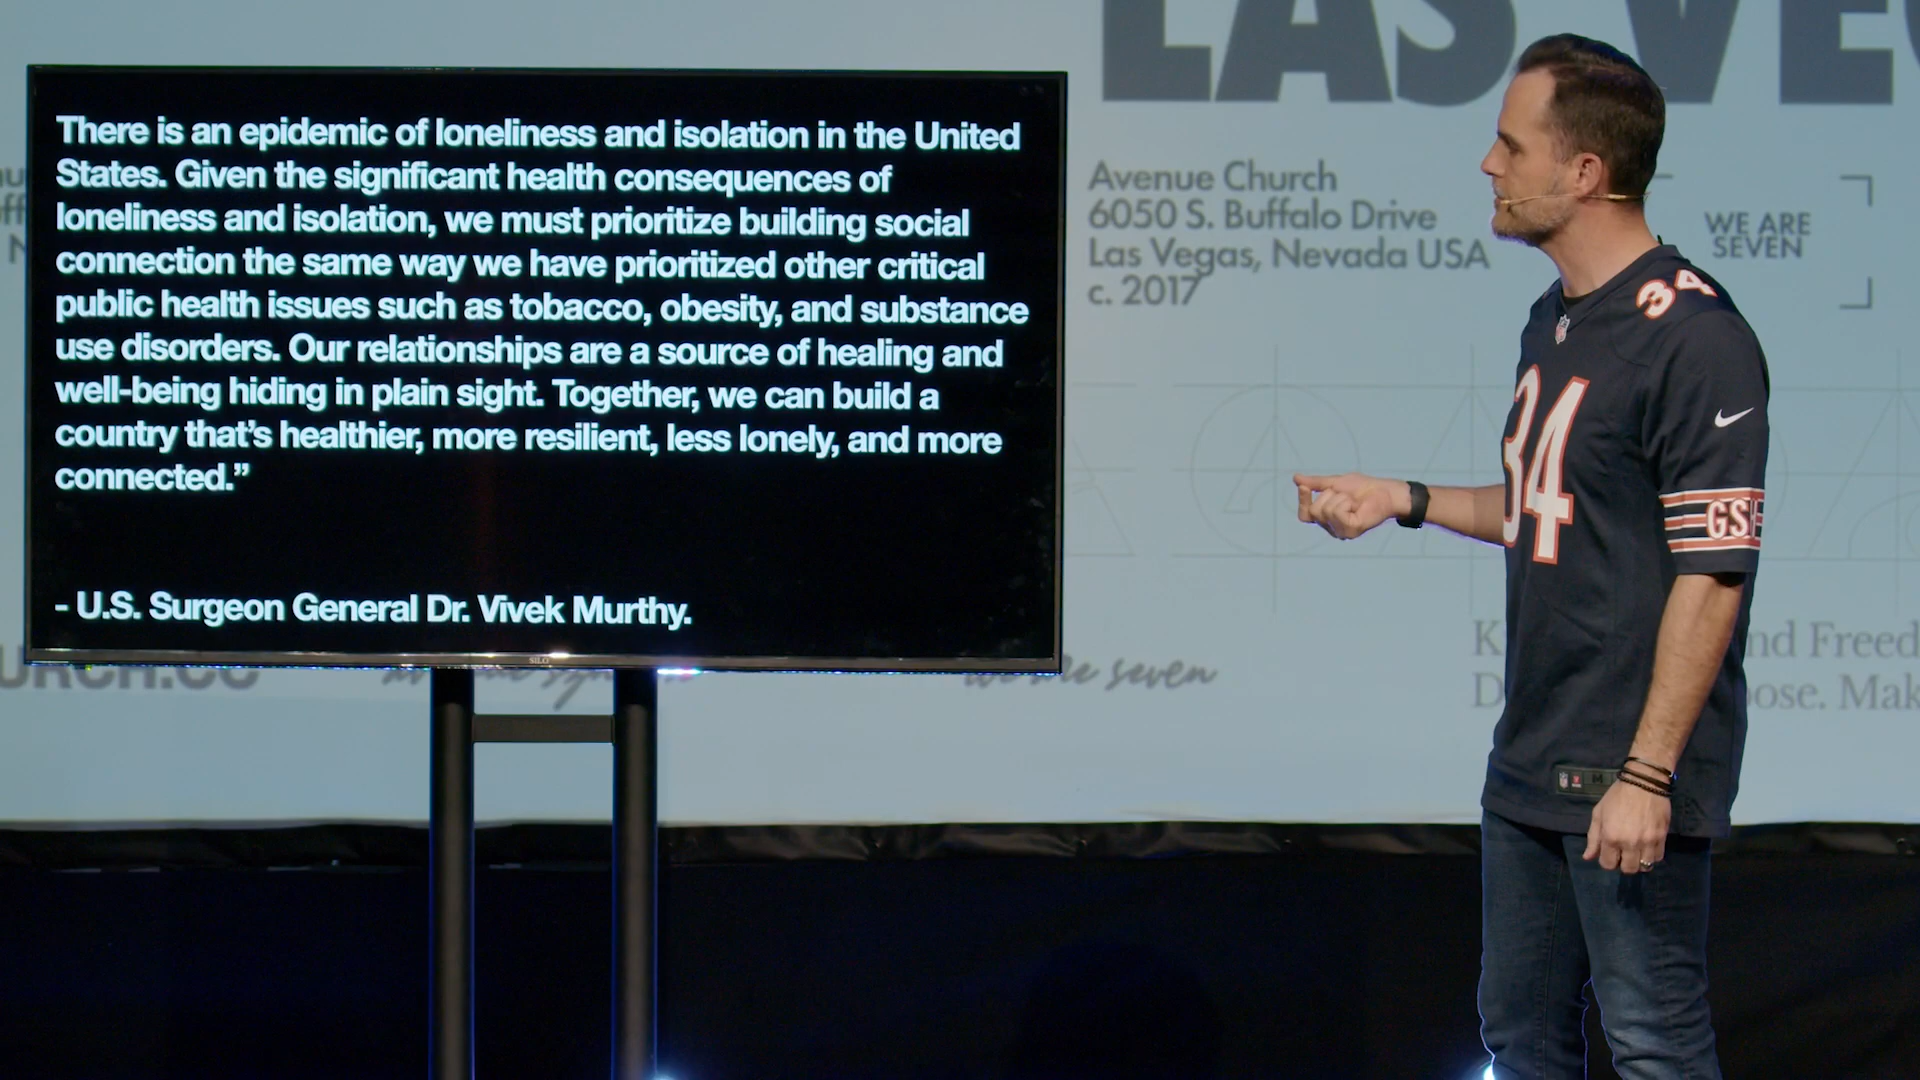 There is an epidemic of loneliness and isolation in the United
States. Given the significant health consequences of
loneliness and isolation, we must prioritize building social
connection the same way we have prioritized other critical
public health issues such as tobacco, obesity, and substance
use disorders. Our relationships are a source of healing and
well-being hiding in plain sight. Together, we can build a
country that's healthier, more resilient, less lonely, and more
connected.”
- U.S. Surgeon General Dr. Vivek Murthy.
LAS
Avenue Church
6050 S. Buffalo Drive
Las Vegas, Nevada USA
c. 2017
WE ARE
SEVEN
we are seven
34
34